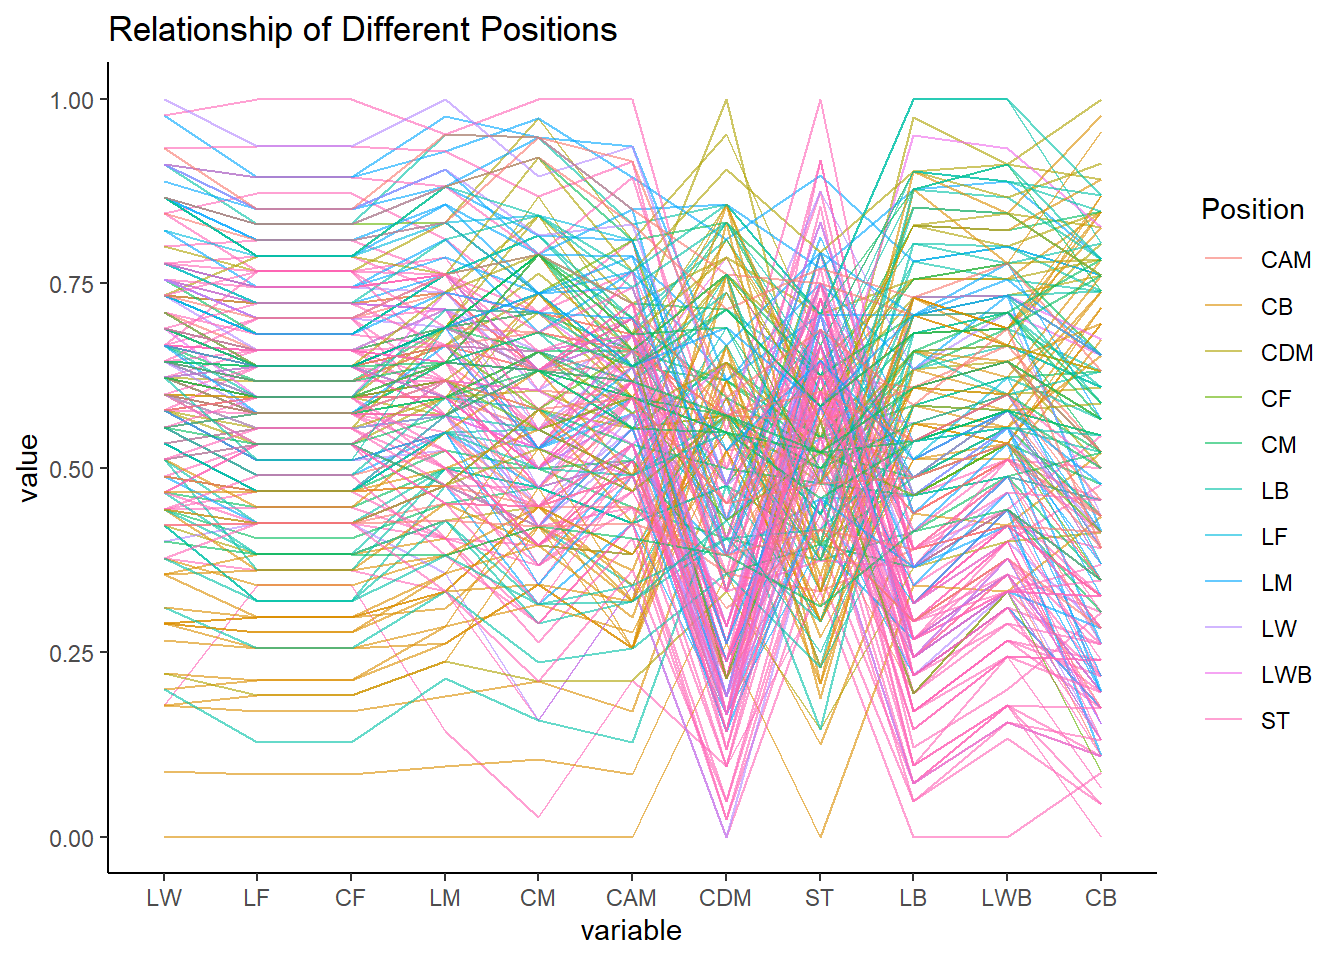 Relationship of Different Positions
value
1.00
0.75
0.50
0.25
0.00
LW LF CF LM CM CAM CDM ST LB LWB CB
variable
Position
CAM
CB
CDM
CF
CM
LB
LF
LM
LW
LWB
ST